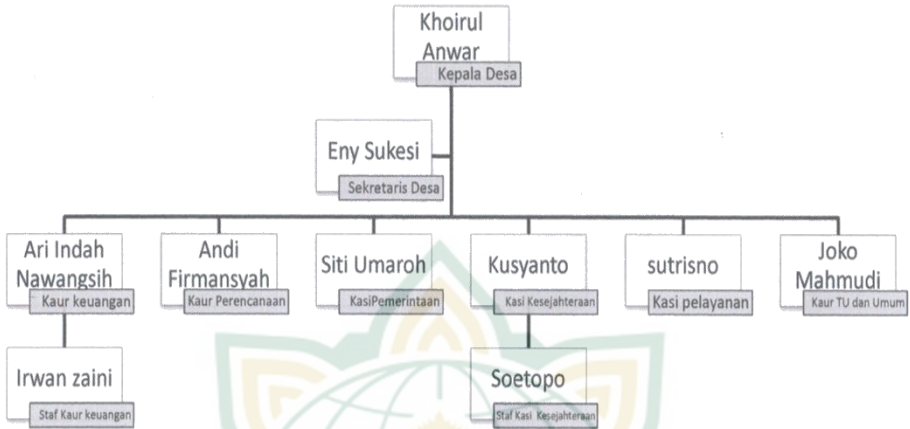 Khoirul
Anwar
Kepala Desa
Eny Sukesi
Sekretaris Desa
Ari Indah
Nawangsih
Kaur keuangan
Andi
Firmansyah
Kaur Perencanaan
Siti Umaroh
KasiPemerintaan
Kusyanto
Kasi Kesejahteraan
sutrisno
Kasi pelayanan
Joko
Mahmudi
Kaur TU dan Umum
Irwan zaini
Staf Kaur keuangan
Soetopo
Staf Kasi Kesejahteraan